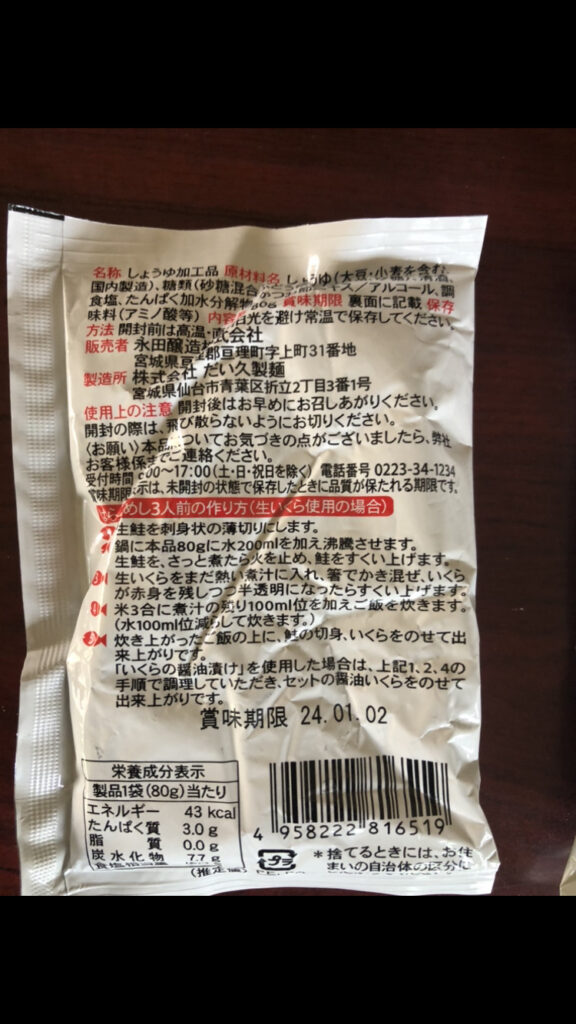 名称 しょうゆ加工品 原材料名 しょうゆ(大豆・小麦を含む、
国内製造)、糖類(砂糖混合 エキス/アルコール、調
食塩、たんぱく加水分解物 80g 賞味期限 裏面に記載 保存
味料(アミノ酸等) 内容 日光を避け常温で保存してください。
方法 開封前は高温・ 式会社
販売者 永田醸造
宮城県亘 郡亘理町字上町31番地
製造所 株式会社 だい久製麺
宮城県仙台市青葉区折立2丁目3番1号
使用上の注意 開封後はお早めにお召しあがりください。
開封の際は、飛び散らないようにお切りください。
〈お願い〉本品 ついてお気づきの点がございましたら、弊社
お客様係までご連絡ください。
受付時間 :00〜17:00(土・日・祝日を除く) 電話番号 0223-34-1234
賞味期限 示は、未開封の状態で保存したときに品質が保たれる期限です。
めし3人前の作り方(生いくら使用の場合)
生鮭を刺身状の薄切りにします。
鍋に本品80gに水200mlを加え沸騰させます。
生鮭を、さっと煮たら火を止め、鮭をすくい上げます。
生いくらをまだ熱い煮汁に入れ、箸でかき混ぜ、いくら
が赤身を残しつつ半透明になったらすくい上げます。
米3合に煮汁の残り100ml位を加えご飯を炊きます。
(水100ml位減らして炊きます。)
炊き上がったご飯の上に、鮭の切身、いくらをのせて出
来上がりです。
「いくらの醤油漬け」を使用した場合は、上記1、2、4の
手順で調理していただき、セットの醤油いくらをのせて
出来上がりです。
賞味期限 24.01.02
栄養成分表示
製品1袋(80g)当たり
エネルギー 43 kcal
たんぱく質 3.0 g
脂質 0.0 g
炭水化物 7.7 g
食塩相当量
(推定値)
4 958222 816519
プラ
*捨てるときには、お住
まいの自治体の区分に